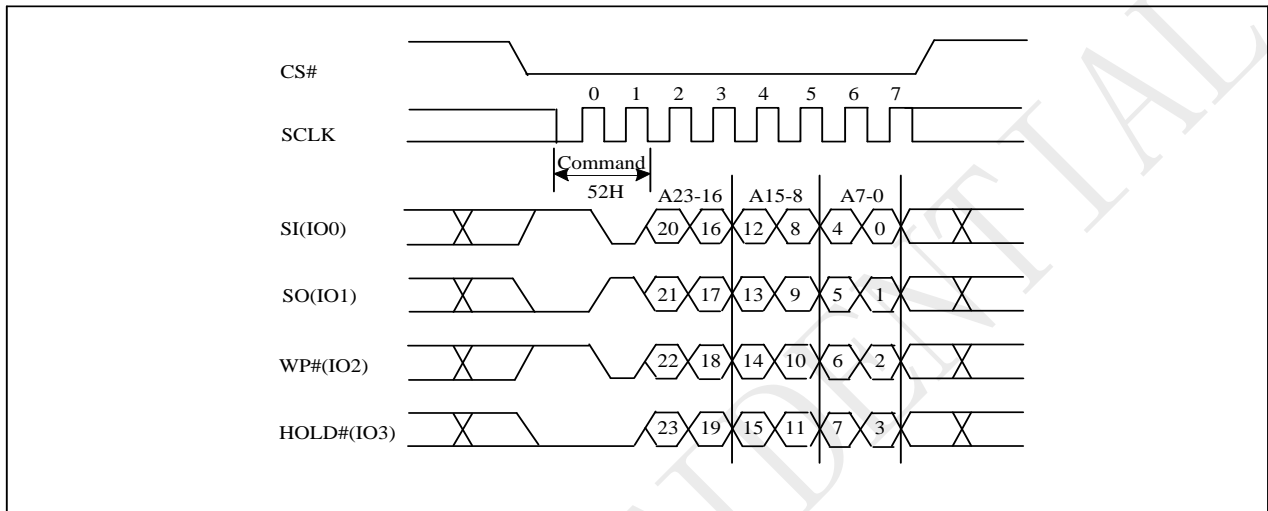 CS#
0 1 2 3 4 5 6 7
SCLK
Command
52H
A23-16 A15-8 A7-0
SI(IO0) 20 16 12 8 4 0
SO(IO1) 21 17 13 9 5 1
WP#(IO2) 22 18 14 10 6 2
HOLD#(IO3) 23 19 15 11 7 3
IDENTIAL